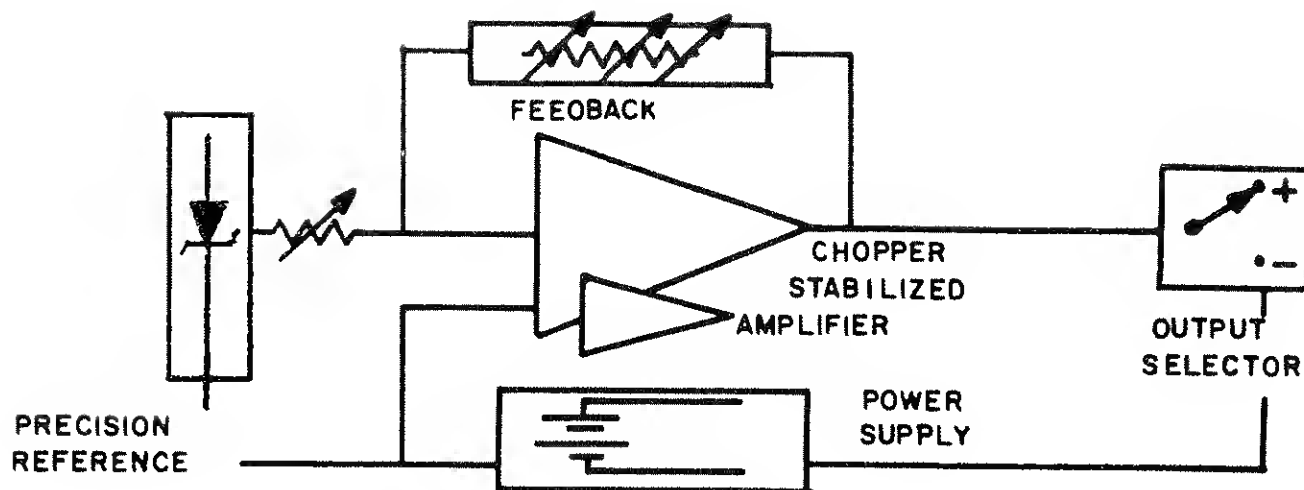 FEEOBACK
CHOPPER
STABILIZED
AMPLIFIER
+
-
OUTPUT
SELECTOR
POWER
SUPPLY
PRECISION
REFERENCE